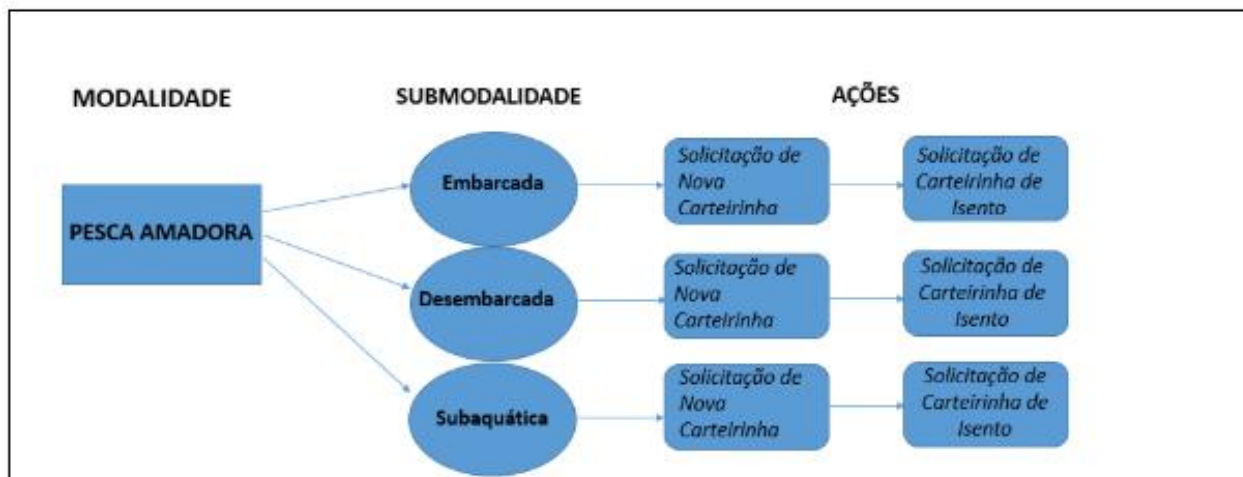 MODALIDADE
SUBMODALIDADE
AÇÕES
PESCA AMADORA
Embarcada
Solicitação de
Nova
Carteirinha
Solicitação de
Carteirinha de
Isento
Desembarcada
Solicitação de
Nova
Carteirinha
Solicitação de
Carteirinha de
Isento
Subaquática
Solicitação de
Nova
Carteirinha
Solicitação de
Carteirinha de
Isento